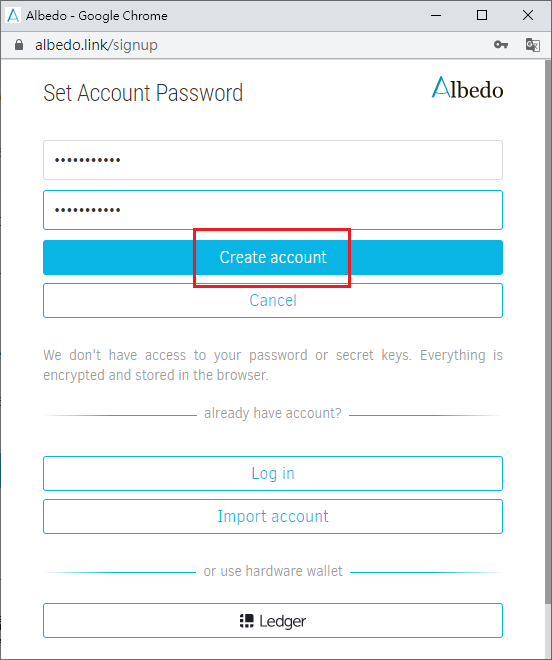 Albedo - Google Chrome
albedo.link/signup
Set Account Password
Albedo
•••••••••••
•••••••••••
Create account
Cancel
We don't have access to your password or secret keys. Everything is
encrypted and stored in the browser.
already have account?
Log in
Import account
or use hardware wallet
Ledger